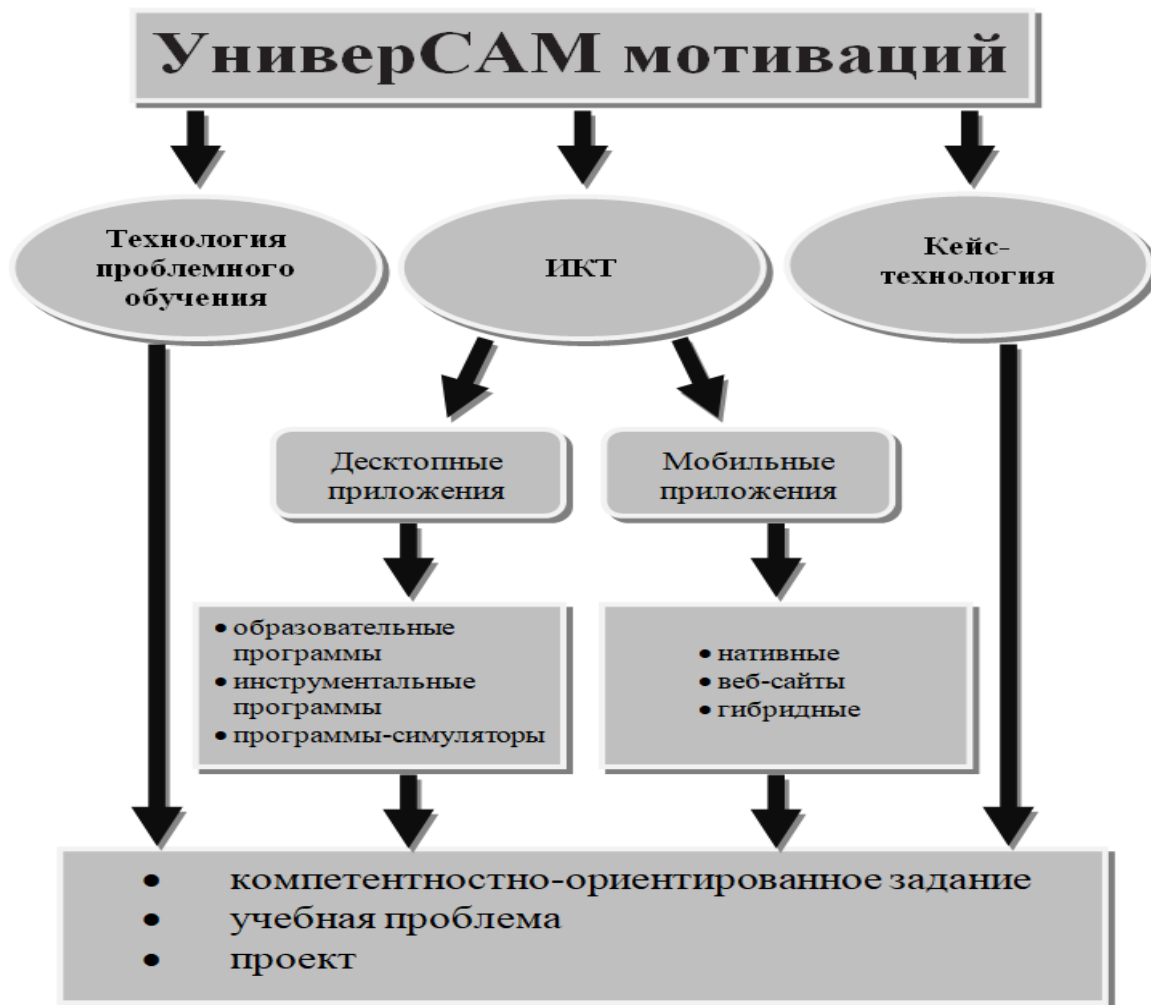 УниверСАМ мотиваций
Технология
проблемного
обучения
ИКТ
Кейс-
технология
Десктопные
приложения
Мобильные
приложения
• образовательные
программы
• инструментальные
программы
• программы-симуляторы
• нативные
• веб-сайты
• гибридные
• компетентностно-ориентированное задание
• учебная проблема
• проект